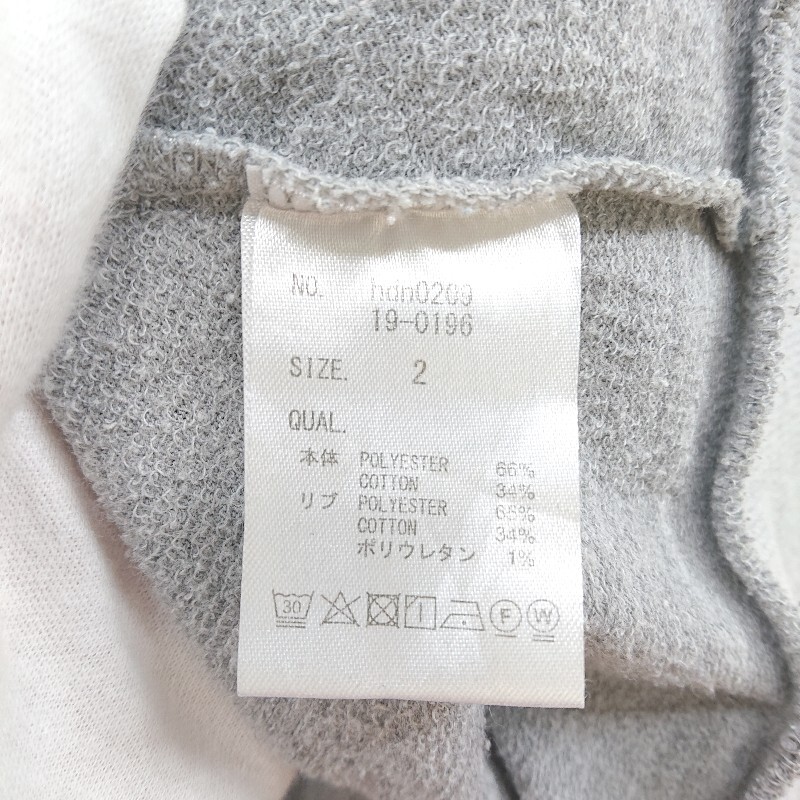 NO. hdn0209
19-0196
SIZE. 2
QUAL.
本体 POLYESTER 66%
COTTON 34%
リブ POLYESTER 65%
COTTON 34%
ポリウレタン 1%
30 F W